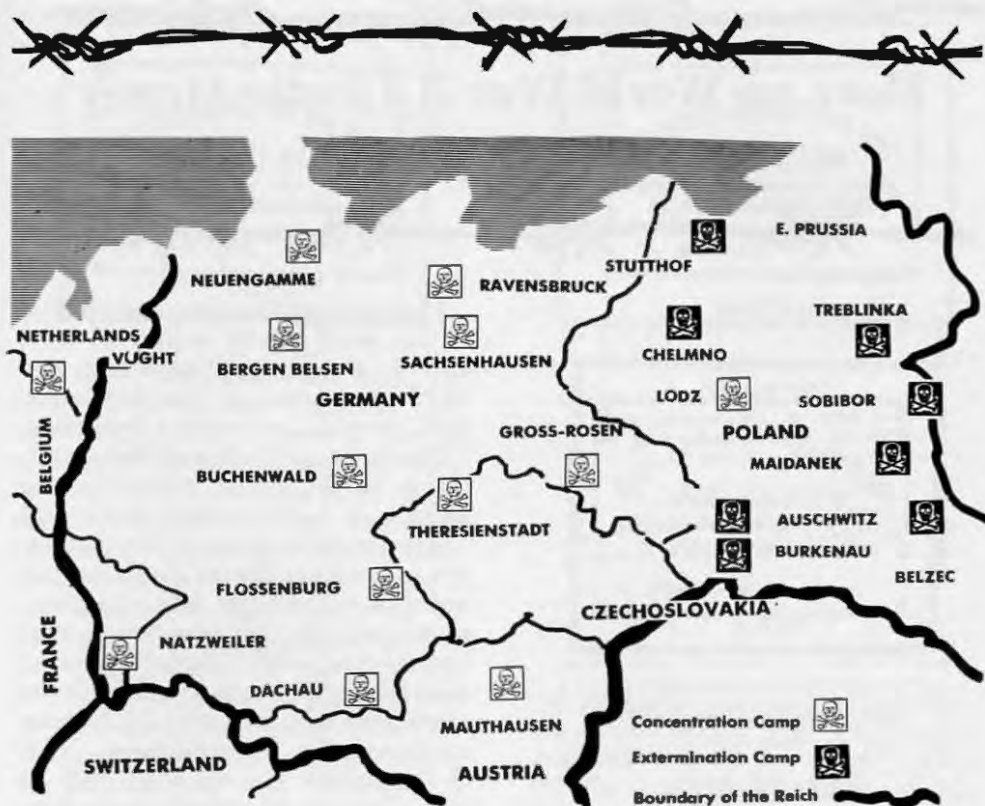 E. PRUSSIA
STUTTHOF
NEUENGAMME
RAVENSBRUCK
TREBLINKA
NETHERLANDS
VUGHT
BERGEN BELSEN
SACHSENHAUSEN
CHELMNO
GERMANY
LODZ
SOBIBOR
GROSS-ROSEN
POLAND
BELGIUM
BUCHENWALD
MAIDANEK
THERESIENSTADT
AUSCHWITZ
BURKENAU
BELZEC
FLOSSENBURG
CZECHOSLOVAKIA
FRANCE
NATZWEILER
DACHAU
MAUTHAUSEN
SWITZERLAND
AUSTRIA
Concentration Camp
Extermination Camp
Boundary of the Reich